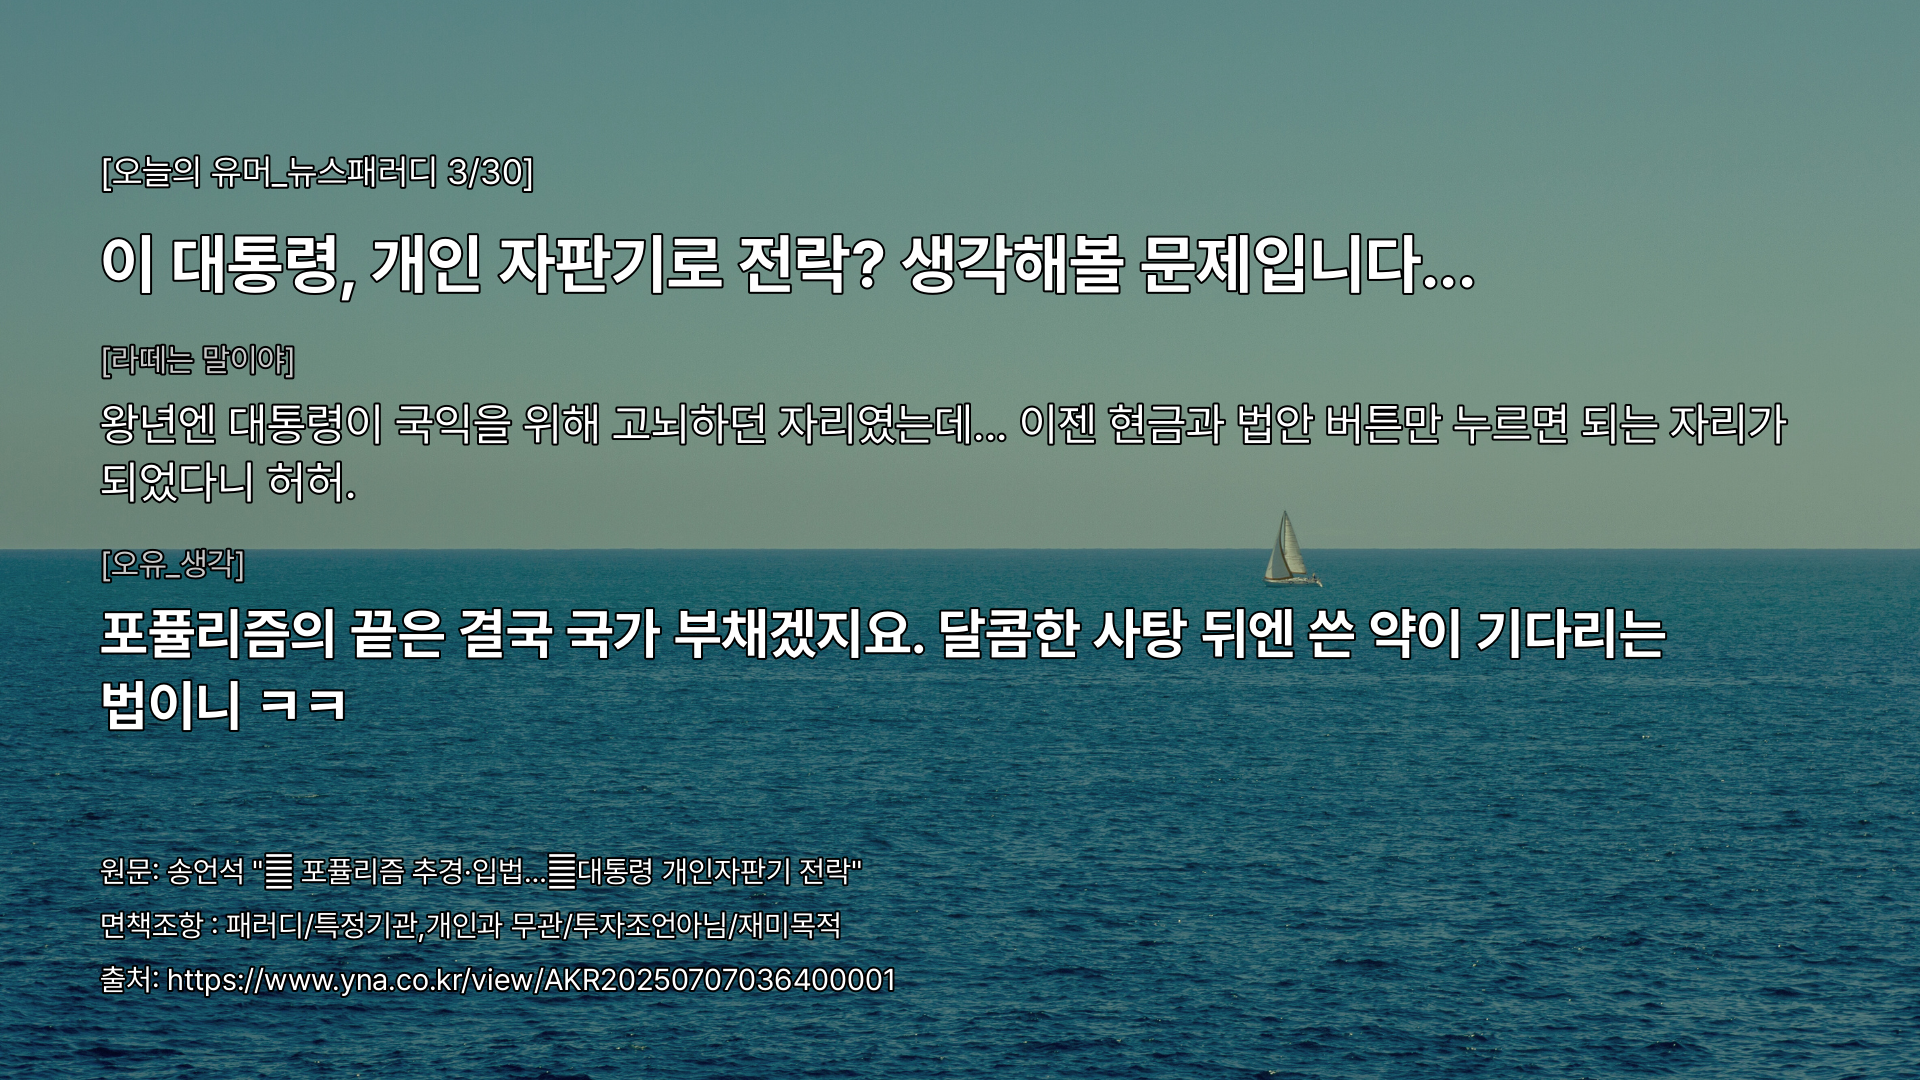 [오늘의 유머_뉴스패러디 3/30]
이 대통령, 개인 자판기로 전락? 생각해볼 문제입니다...
[라떼는 말이야]
왕년엔 대통령이 국익을 위해 고뇌하던 자리였는데... 이젠 현금과 법안 버튼만 누르면 되는 자리가
되었다니 허허.
[오유_생각]
포퓰리즘의 끝은 결국 국가 부채겠지요. 달콤한 사탕 뒤엔 쓴 약이 기다리는
법이니 ㅋㅋ
원문: 송언석 " 포퓰리즘 추경·입법...대통령 개인자판기 전락"
면책조항 : 패러디/특정기관,개인과 무관/투자조언아님/재미목적
출처: https://www.yna.co.kr/view/AKR20250707036400001